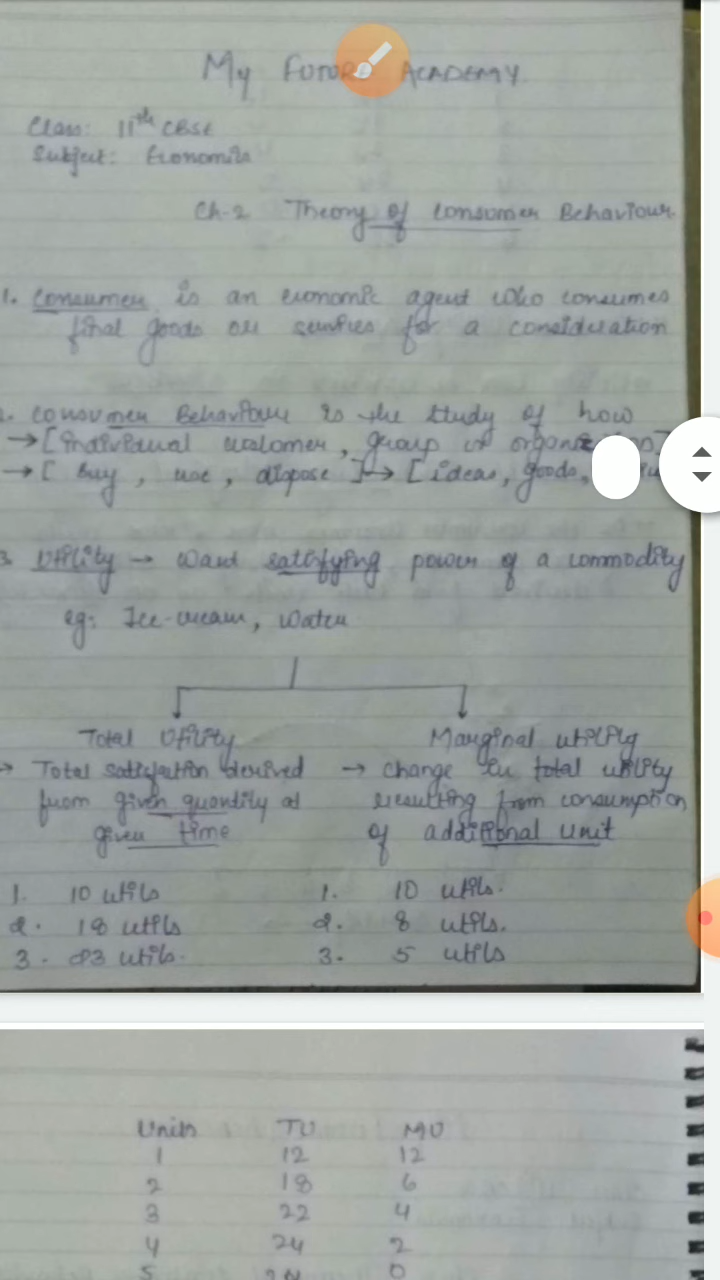 My FUTURE ACADEMY
Class: 11th CBSE
Subject: Economics
Ch-2 Theory of Consumer Behaviour
1. Consumer is an economic agent who consumes
final goods or services for a consideration
2. Consumer Behaviour is the study of how
→ [individual customer, group or
→ [ buy, use, dispose ] → [ideas, goods,
3. Utility → Want satisfying power of a commodity
eg: Ice-cream, Water
Total Utility
Marginal utility
→ Total satisfaction derived
from given quantity at
given time
→ change in total utility
resulting from consumption
of additional unit
1. 10 utils
2. 18 utils
3. 23 utils.
1. 10 utils.
2. 8 utils.
3. 5 utils
Units TU MU
1 12 12
2 18 6
3 22 4
4 24 2
5 24 0